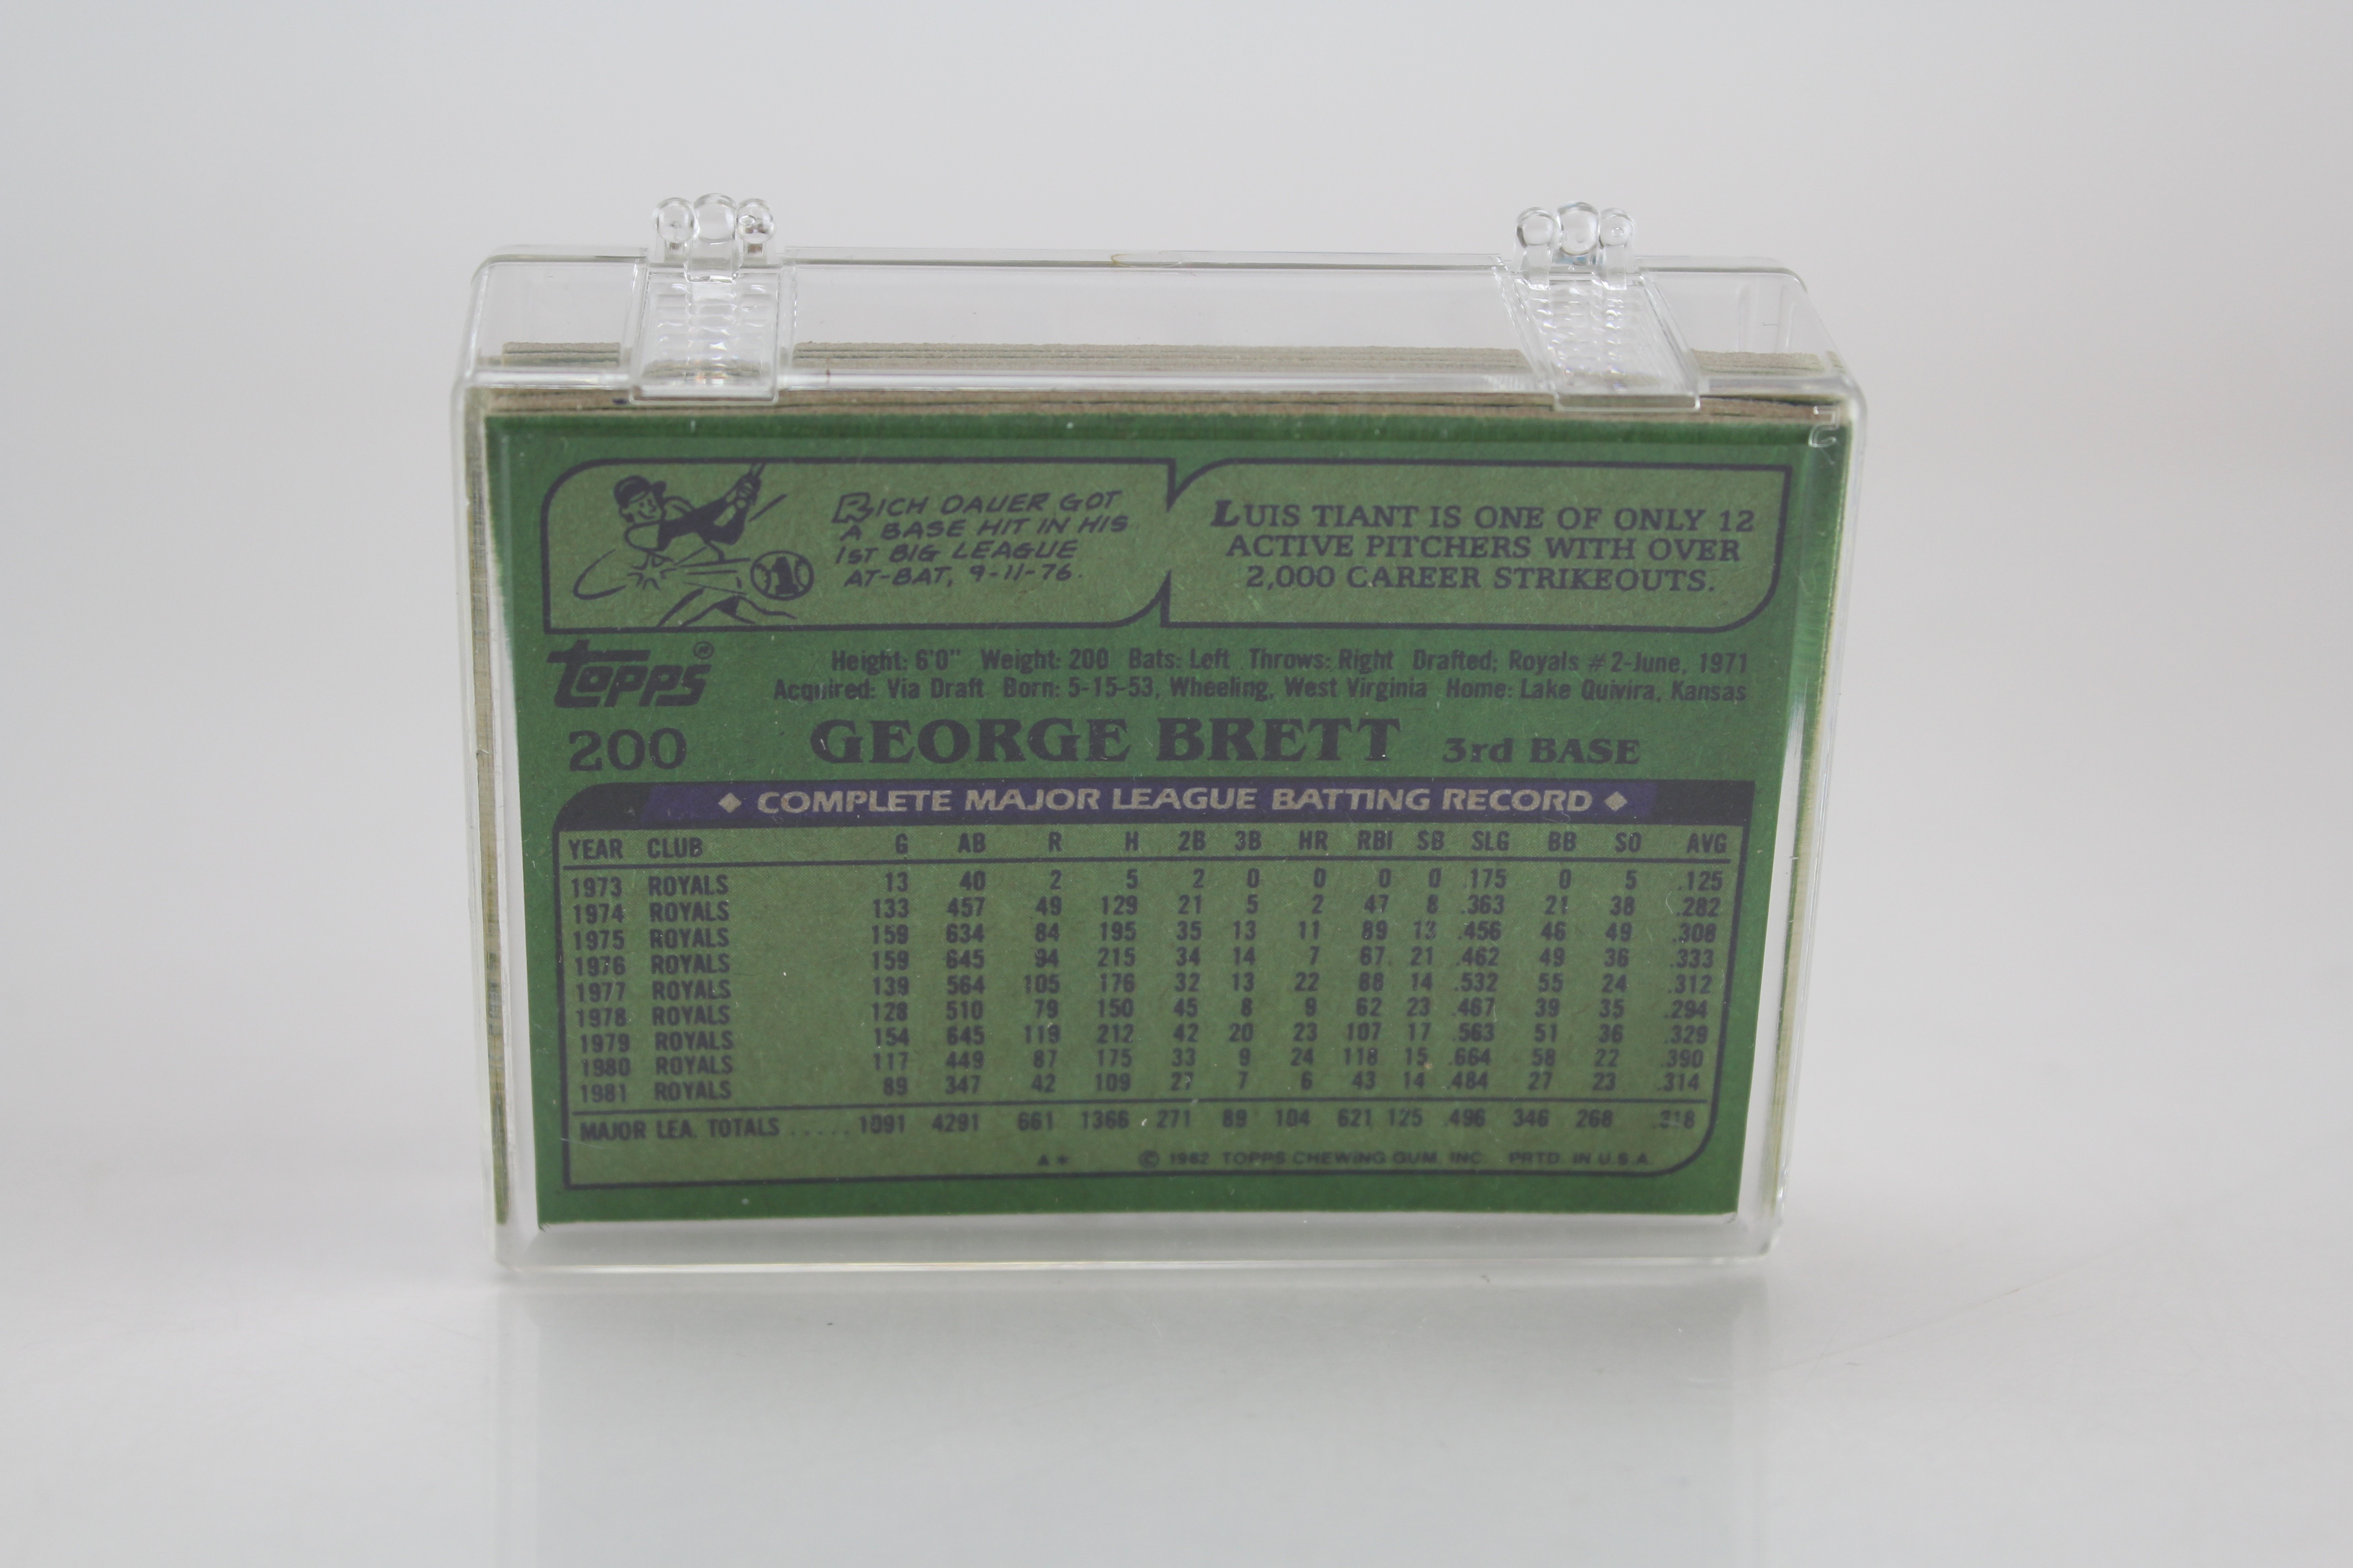 RICH DAUER GOT
A BASE HIT IN HIS
1ST BIG LEAGUE
AT-BAT, 9-11-76.
1
LUIS TIANT IS ONE OF ONLY 12
ACTIVE PITCHERS WITH OVER
2,000 CAREER STRIKEOUTS.
topps®
Height: 6'0" Weight: 200 Bats: Left Throws: Right Drafted: Royals #2-June, 1971
Acquired: Via Draft Born: 5-15-53, Wheeling, West Virginia Home: Lake Quivira, Kansas
200 GEORGE BRETT 3rd BASE
◆ COMPLETE MAJOR LEAGUE BATTING RECORD ◆
YEAR CLUB G AB R H 2B 3B HR RBI SB SLG BB SO AVG
1973 ROYALS 13 40 2 5 2 0 0 0 0 .175 0 5 .125
1974 ROYALS 133 457 49 129 21 5 2 47 8 .363 21 38 .282
1975 ROYALS 159 634 84 195 35 13 11 89 13 .456 46 49 .308
1976 ROYALS 159 645 94 215 34 14 7 67 21 .462 49 36 .333
1977 ROYALS 139 564 105 176 32 13 22 88 14 .532 55 24 .312
1978 ROYALS 128 510 79 150 45 8 9 62 23 .467 39 35 .294
1979 ROYALS 154 645 119 212 42 20 23 107 17 .563 51 36 .329
1980 ROYALS 117 449 87 175 33 9 24 118 15 .664 58 22 .390
1981 ROYALS 89 347 42 109 27 7 6 43 14 .484 27 23 .314
MAJOR LEA. TOTALS ..... 1091 4291 661 1366 271 89 104 621 125 .496 346 268 .318
A* © 1982 TOPPS CHEWING GUM, INC. PRTD. IN U.S.A.